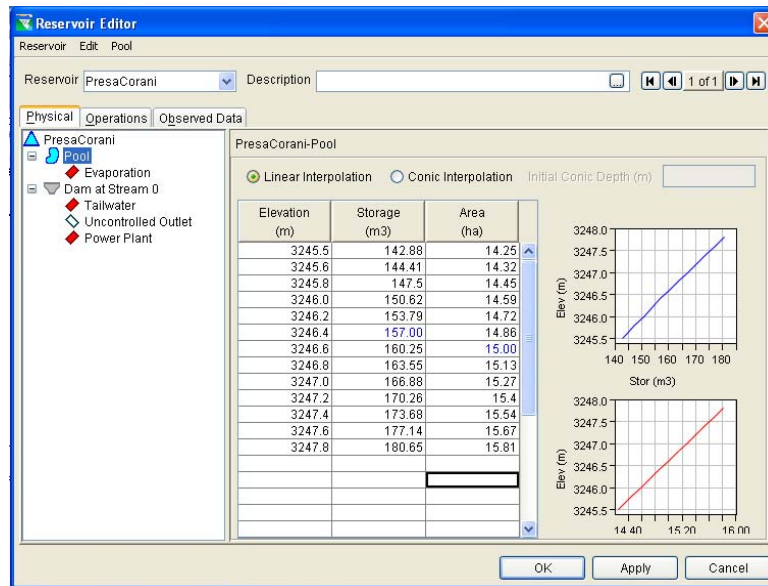 Reservoir Editor
Reservoir Edit Pool
Reservoir PresaCorani Description ... 1 of 1
Physical Operations Observed Data
PresaCorani
Pool
Evaporation
Dam at Stream 0
Tailwater
Uncontrolled Outlet
Power Plant
PresaCorani-Pool
Linear Interpolation Conic Interpolation Initial Conic Depth (m)
Elevation Storage Area
(m) (m3) (ha)
3245.5 142.88 14.25
3245.6 144.41 14.32
3245.8 147.5 14.45
3246.0 150.62 14.59
3246.2 153.79 14.72
3246.4 157.00 14.86
3246.6 160.25 15.00
3246.8 163.55 15.13
3247.0 166.88 15.27
3247.2 170.26 15.4
3247.4 173.68 15.54
3247.6 177.14 15.67
3247.8 180.65 15.81
3248.0
3247.5
3247.0
3246.5
3246.0
3245.5
Elev (m)
140 150 160 170 180
Stor (m3)
3248.0
3247.5
3247.0
3246.5
3246.0
3245.5
Elev (m)
14.40 15.20 16.00
OK Apply Cancel